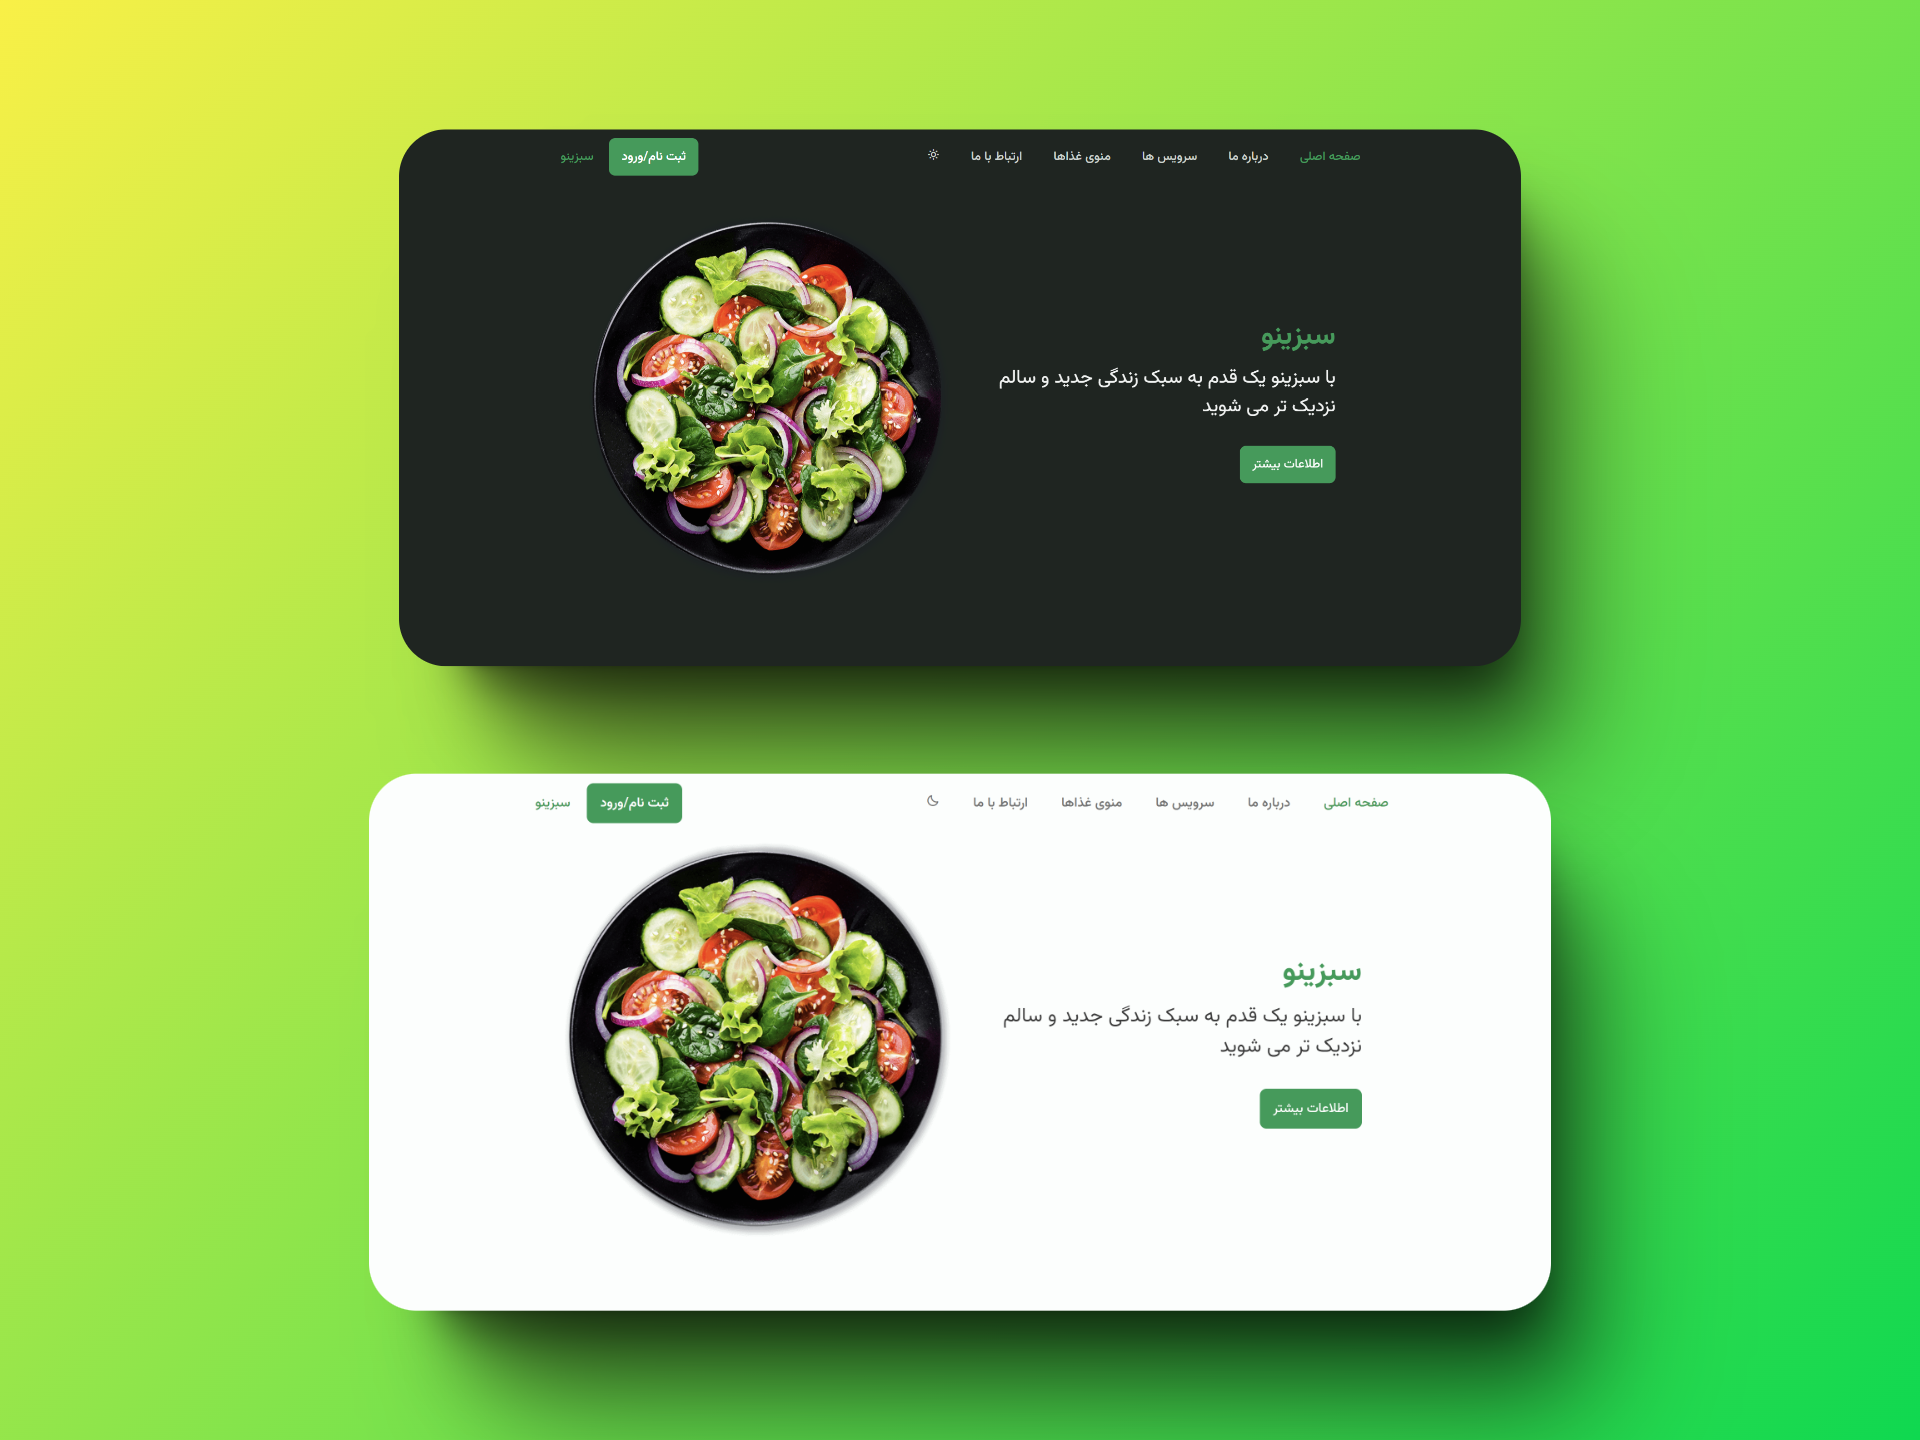 صفحه اصلی درباره ما سرویس ها منوی غذاها ارتباط با ما ثبت نام/ورود سبزینو
سبزینو
با سبزینو یک قدم به سبک زندگی جدید و سالم
نزدیک تر می شوید
اطلاعات بیشتر
صفحه اصلی درباره ما سرویس ها منوی غذاها ارتباط با ما ثبت نام/ورود سبزینو
سبزینو
با سبزینو یک قدم به سبک زندگی جدید و سالم
نزدیک تر می شوید
اطلاعات بیشتر